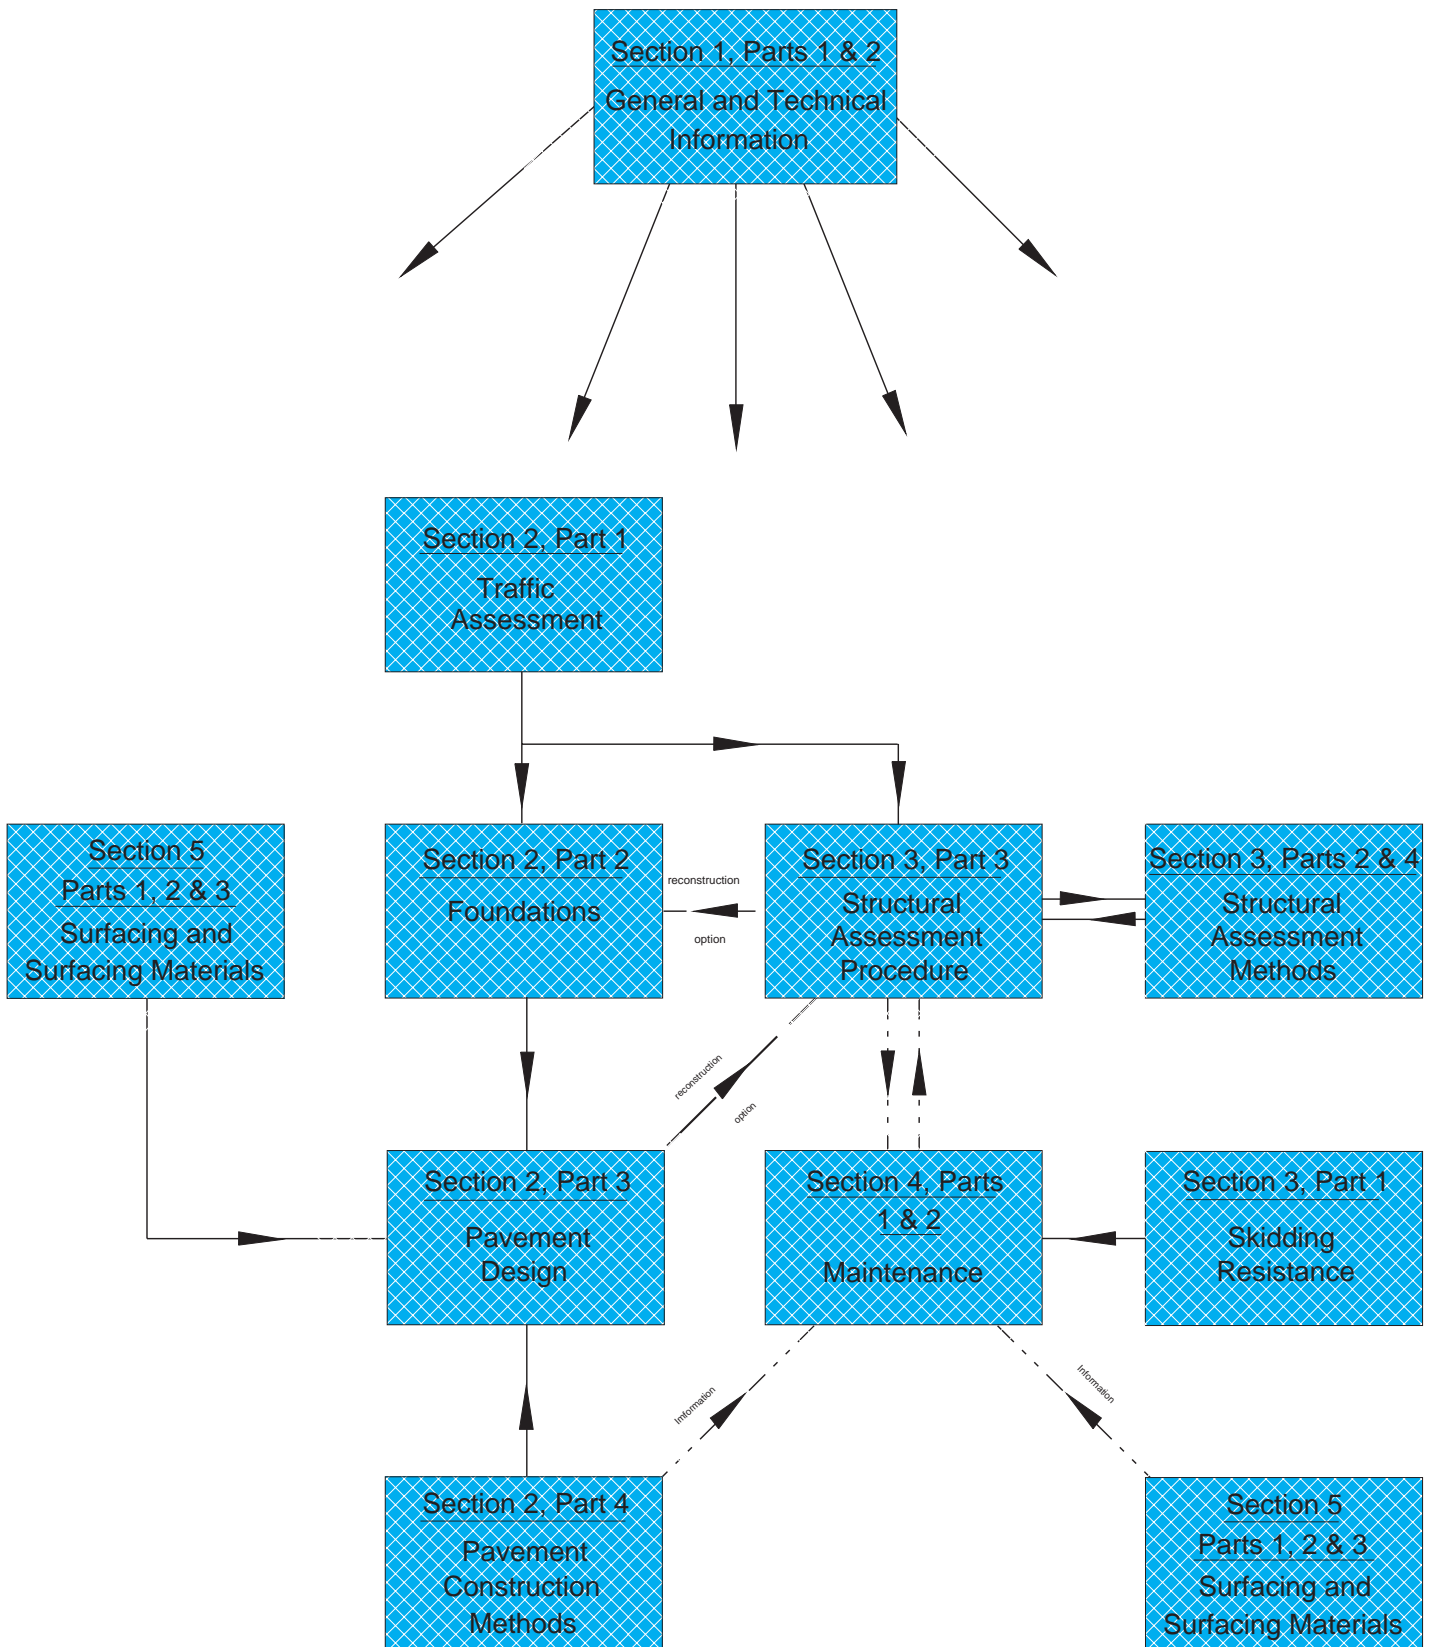 Section 1, Parts 1 & 2
General and Technical
Information
Section 2, Part 1
Traffic
Assessment
Section 5
Parts 1, 2 & 3
Surfacing and
Surfacing Materials
Section 2, Part 2
Foundations
reconstruction
option
Section 3, Part 3
Structural
Assessment
Procedure
Section 3, Parts 2 & 4
Structural
Assessment
Methods
reconstruction
option
Section 2, Part 3
Pavement
Design
Section 4, Parts
1 & 2
Maintenance
Section 3, Part 1
Skidding
Resistance
Imformation
Information
Section 2, Part 4
Pavement
Construction
Methods
Section 5
Parts 1, 2 & 3
Surfacing and
Surfacing Materials